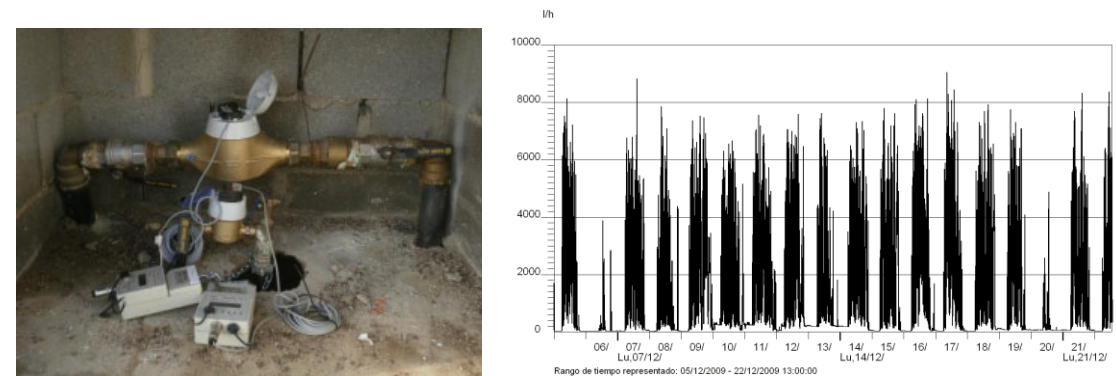 l/h
10000
8000
6000
4000
2000
0
06/ 07/ 08/ 09/ 10/ 11/ 12/ 13/ 14/ 15/ 16/ 17/ 18/ 19/ 20/ 21/
Lu,07/12/ Lu,14/12/ Lu,21/12/
Rango de tiempo representado: 05/12/2009 - 22/12/2009 13:00:00